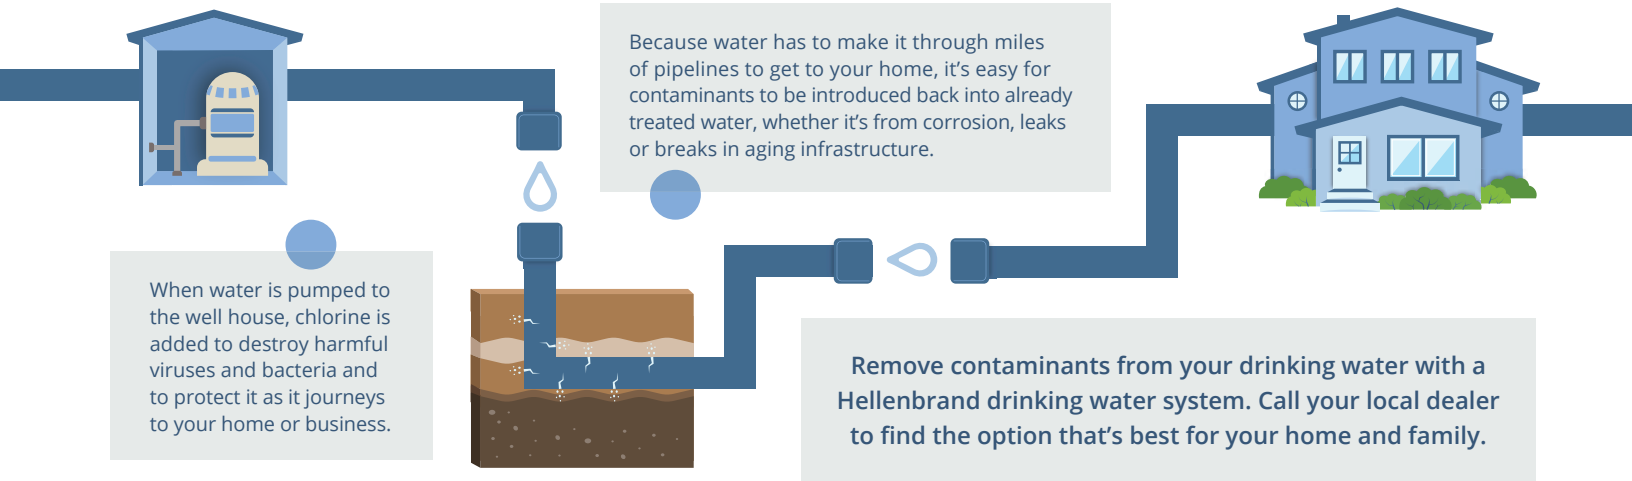 When water is pumped to
the well house, chlorine is
added to destroy harmful
viruses and bacteria and
to protect it as it journeys
to your home or business.
Because water has to make it through miles
of pipelines to get to your home, it’s easy for
contaminants to be introduced back into already
treated water, whether it’s from corrosion, leaks
or breaks in aging infrastructure.
Remove contaminants from your drinking water with a
Hellenbrand drinking water system. Call your local dealer
to find the option that’s best for your home and family.